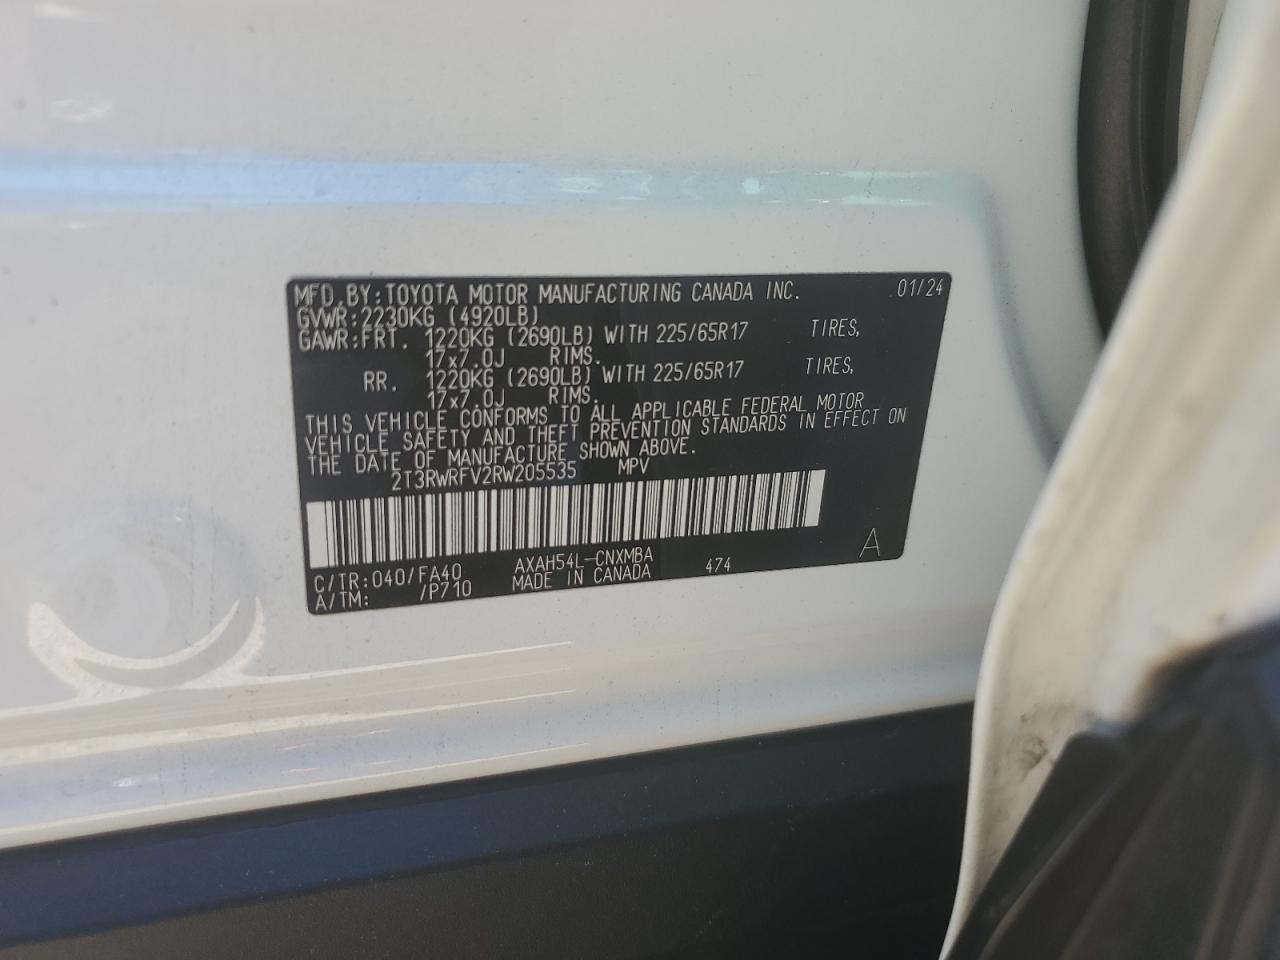 MFD.BY:TOYOTA MOTOR MANUFACTURING CANADA INC. 01/24
GVWR:2230KG (4920LB)
GAWR:FRT. 1220KG (2690LB) WITH 225/65R17 TIRES,
17x7.0J RIMS.
RR. 1220KG (2690LB) WITH 225/65R17 TIRES,
17x7.0J RIMS.
THIS VEHICLE CONFORMS TO ALL APPLICABLE FEDERAL MOTOR
VEHICLE SAFETY AND THEFT PREVENTION STANDARDS IN EFFECT ON
THE DATE OF MANUFACTURE SHOWN ABOVE.
2T3RWRFV2RW205535 MPV
C/TR:040/FA40 AXAH54L-CNXMBA 474 A
A/TM: /P710 MADE IN CANADA